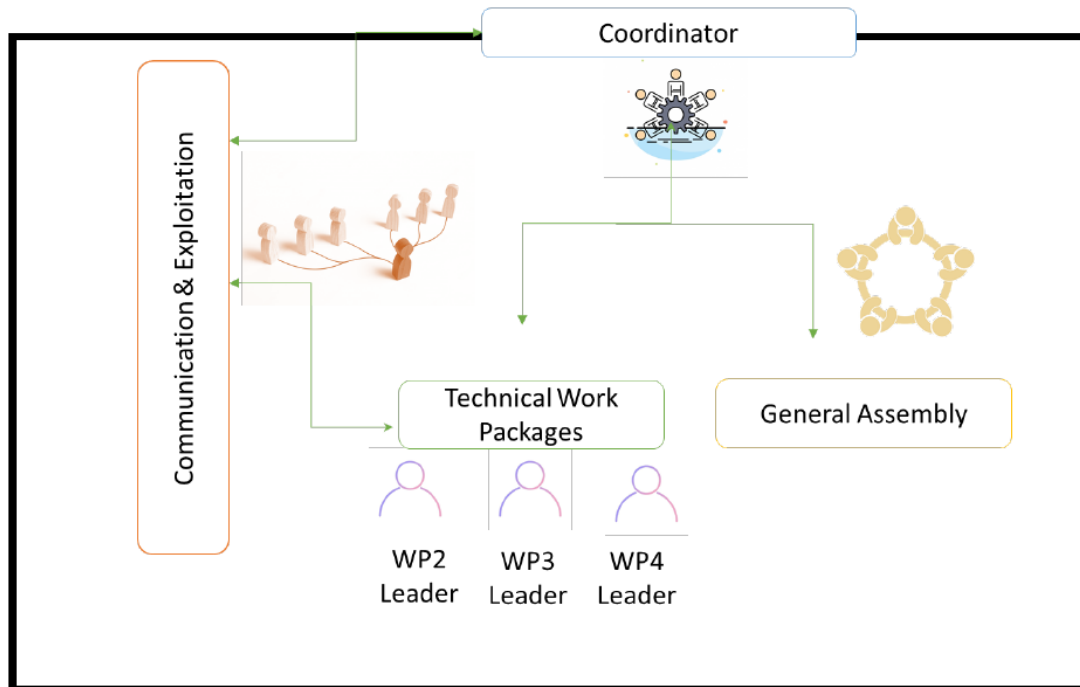 Coordinator
Communication & Exploitation
Technical Work
Packages
General Assembly
WP2
Leader
WP3
Leader
WP4
Leader